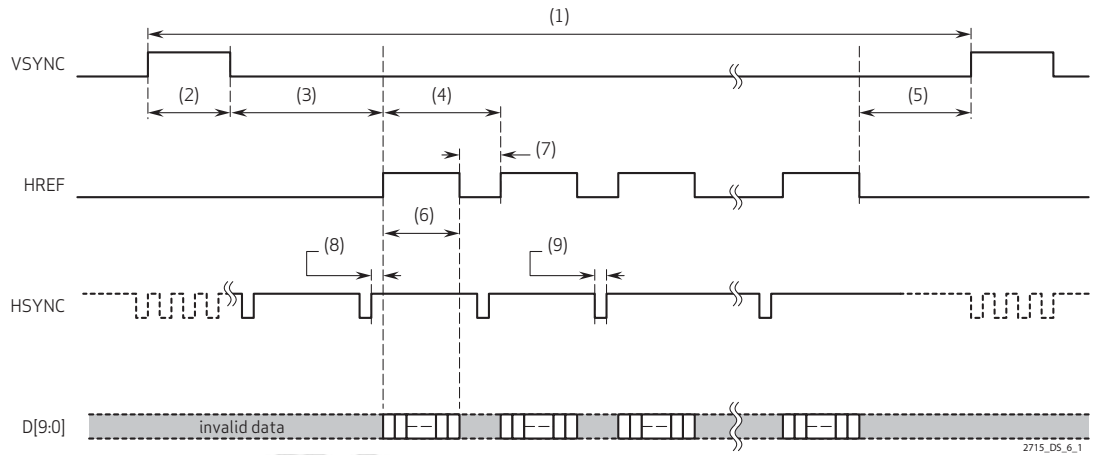 (1)
VSYNC
(2)
(3)
(4)
(5)
(7)
HREF
(6)
(8)
(9)
HSYNC
D[9:0]
invalid data
2715_DS_6_1